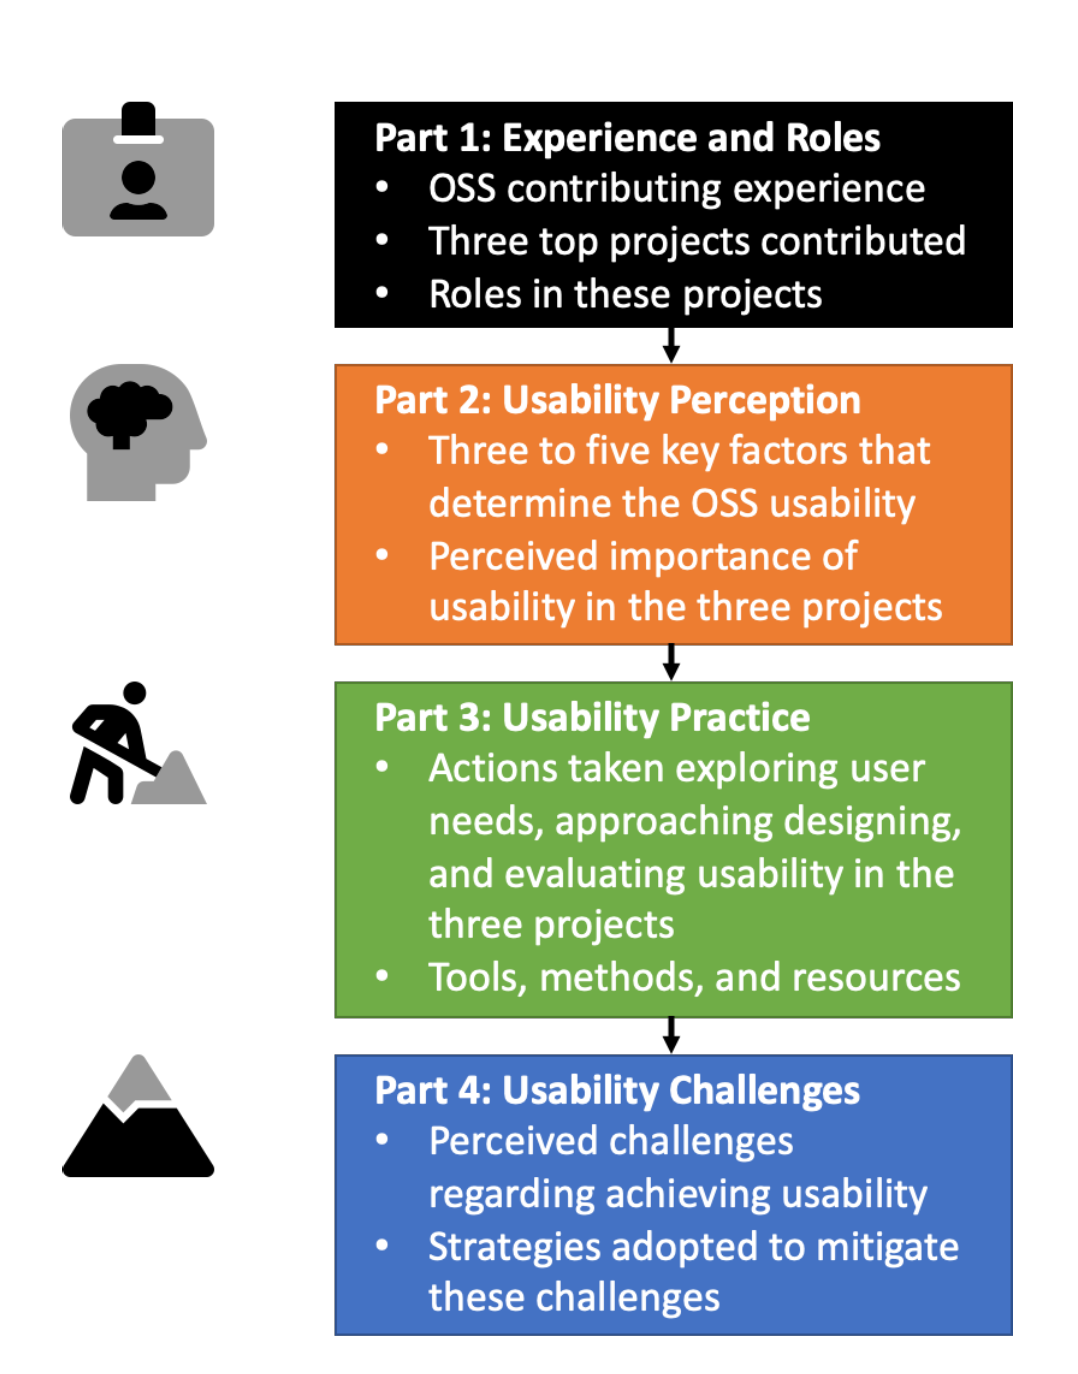 Part 1: Experience and Roles
• OSS contributing experience
• Three top projects contributed
• Roles in these projects
Part 2: Usability Perception
• Three to five key factors that
determine the OSS usability
• Perceived importance of
usability in the three projects
Part 3: Usability Practice
• Actions taken exploring user
needs, approaching designing,
and evaluating usability in the
three projects
• Tools, methods, and resources
Part 4: Usability Challenges
• Perceived challenges
regarding achieving usability
• Strategies adopted to mitigate
these challenges